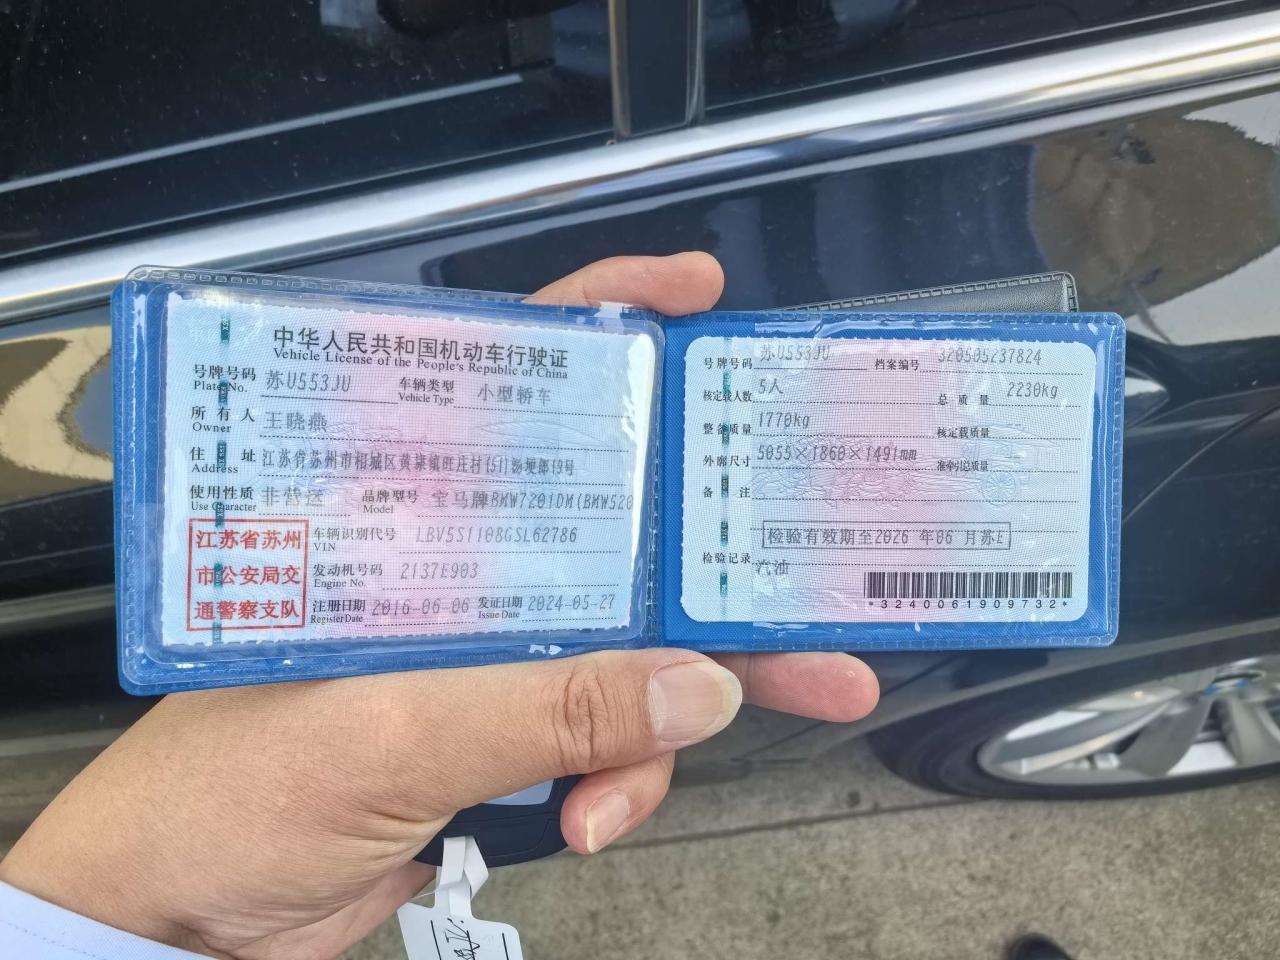 中华人民共和国机动车行驶证
Vehicle License of the People's Republic of China
号牌号码 苏U553JU 车辆类型 小型轿车
Plate No. Vehicle Type
所有人 王晓燕
Owner
住址 江苏省苏州市相城区黄埭镇旺庄村(51)杨埂郎19号
Address
使用性质 非营运 品牌型号 宝马牌BMW7201DM(BMW520
Use Character Model
江苏省苏州
市公安局交
通警察支队
车辆识别代号 LBV5S1108GSL62786
VIN
发动机号码 2137E903
Engine No.
注册日期 2016-06-06 发证日期 2024-05-27
Register Date Issue Date
号牌号码 苏U553JU 档案编号 320505237824
核定载人数 5人 总质量 2230kg
整备质量 1770kg 核定载质量
外廓尺寸 5055×1860×1491mm 准牵引总质量
备注
检验有效期至2026 年06 月苏E
检验记录
汽油
*3240061909732*